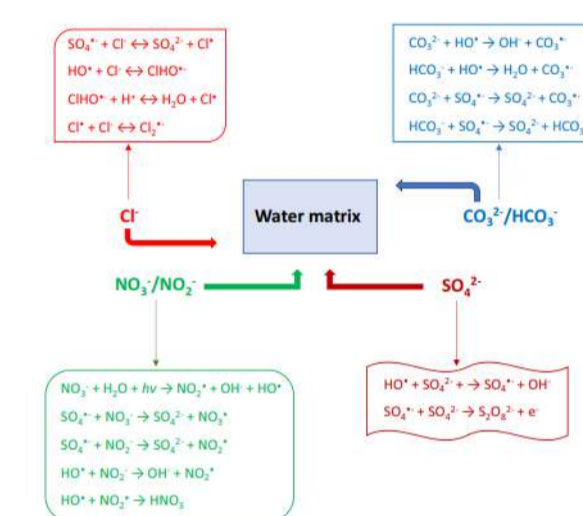 SO₄•⁻ + Cl⁻ ↔ SO₄²⁻ + Cl•
HO• + Cl⁻ ↔ ClHO•⁻
ClHO•⁻ + H⁺ ↔ H₂O + Cl•
Cl• + Cl⁻ ↔ Cl₂•⁻
CO₃²⁻ + HO• → OH⁻ + CO₃•⁻
HCO₃⁻ + HO• → H₂O + CO₃•⁻
CO₃²⁻ + SO₄•⁻ → SO₄²⁻ + CO₃•⁻
HCO₃⁻ + SO₄•⁻ → SO₄²⁻ + HCO₃
Cl⁻
Water matrix
CO₃²⁻/HCO₃⁻
NO₃⁻/NO₂⁻
SO₄²⁻
NO₃⁻ + H₂O + hv → NO₂• + OH⁻ + HO•
SO₄•⁻ + NO₃⁻ → SO₄²⁻ + NO₃•
SO₄•⁻ + NO₂⁻ → SO₄²⁻ + NO₂•
HO• + NO₂⁻ → OH⁻ + NO₂•
HO• + NO₂• → HNO₃
HO• + SO₄²⁻ + → SO₄•⁻ + OH⁻
SO₄•⁻ + SO₄²⁻ → S₂O₈²⁻ + e⁻